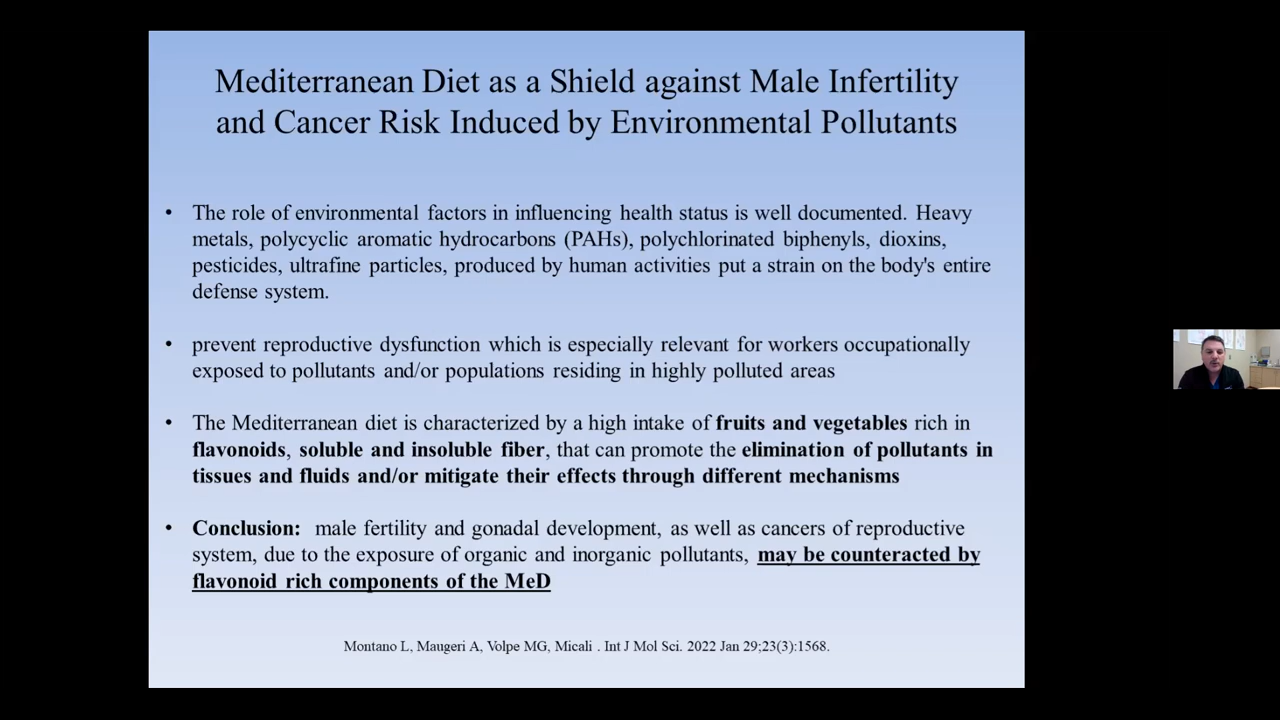 Mediterranean Diet as a Shield against Male Infertility
and Cancer Risk Induced by Environmental Pollutants
• The role of environmental factors in influencing health status is well documented. Heavy
metals, polycyclic aromatic hydrocarbons (PAHs), polychlorinated biphenyls, dioxins,
pesticides, ultrafine particles, produced by human activities put a strain on the body's entire
defense system.
• prevent reproductive dysfunction which is especially relevant for workers occupationally
exposed to pollutants and/or populations residing in highly polluted areas
• The Mediterranean diet is characterized by a high intake of fruits and vegetables rich in
flavonoids, soluble and insoluble fiber, that can promote the elimination of pollutants in
tissues and fluids and/or mitigate their effects through different mechanisms
• Conclusion: male fertility and gonadal development, as well as cancers of reproductive
system, due to the exposure of organic and inorganic pollutants, may be counteracted by
flavonoid rich components of the MeD
Montano L, Maugeri A, Volpe MG, Micali . Int J Mol Sci. 2022 Jan 29;23(3):1568.